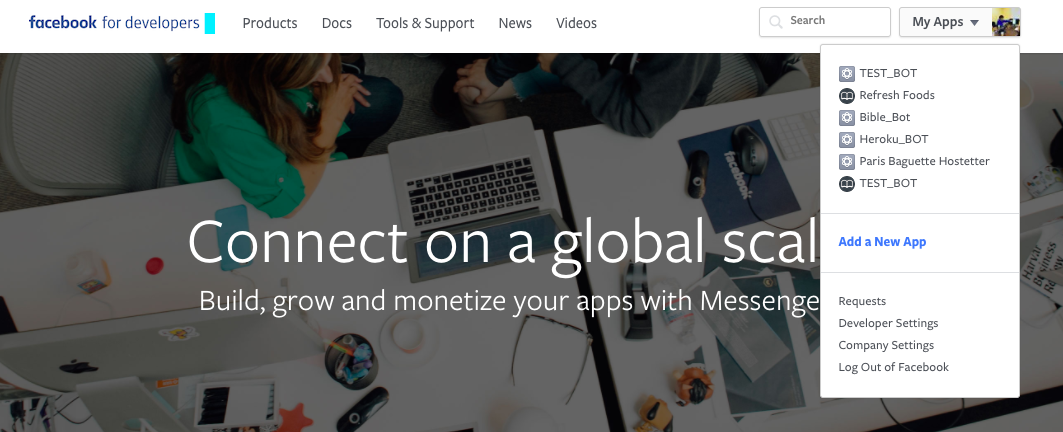 facebook for developers
Products Docs Tools & Support News Videos
Search
My Apps
TEST_BOT
Refresh Foods
Bible_Bot
Heroku_BOT
Paris Baguette Hostetter
TEST_BOT
Add a New App
Requests
Developer Settings
Company Settings
Log Out of Facebook
Connect on a global scal
Build, grow and monetize your apps with Messenge
facebook
Harvard
Business